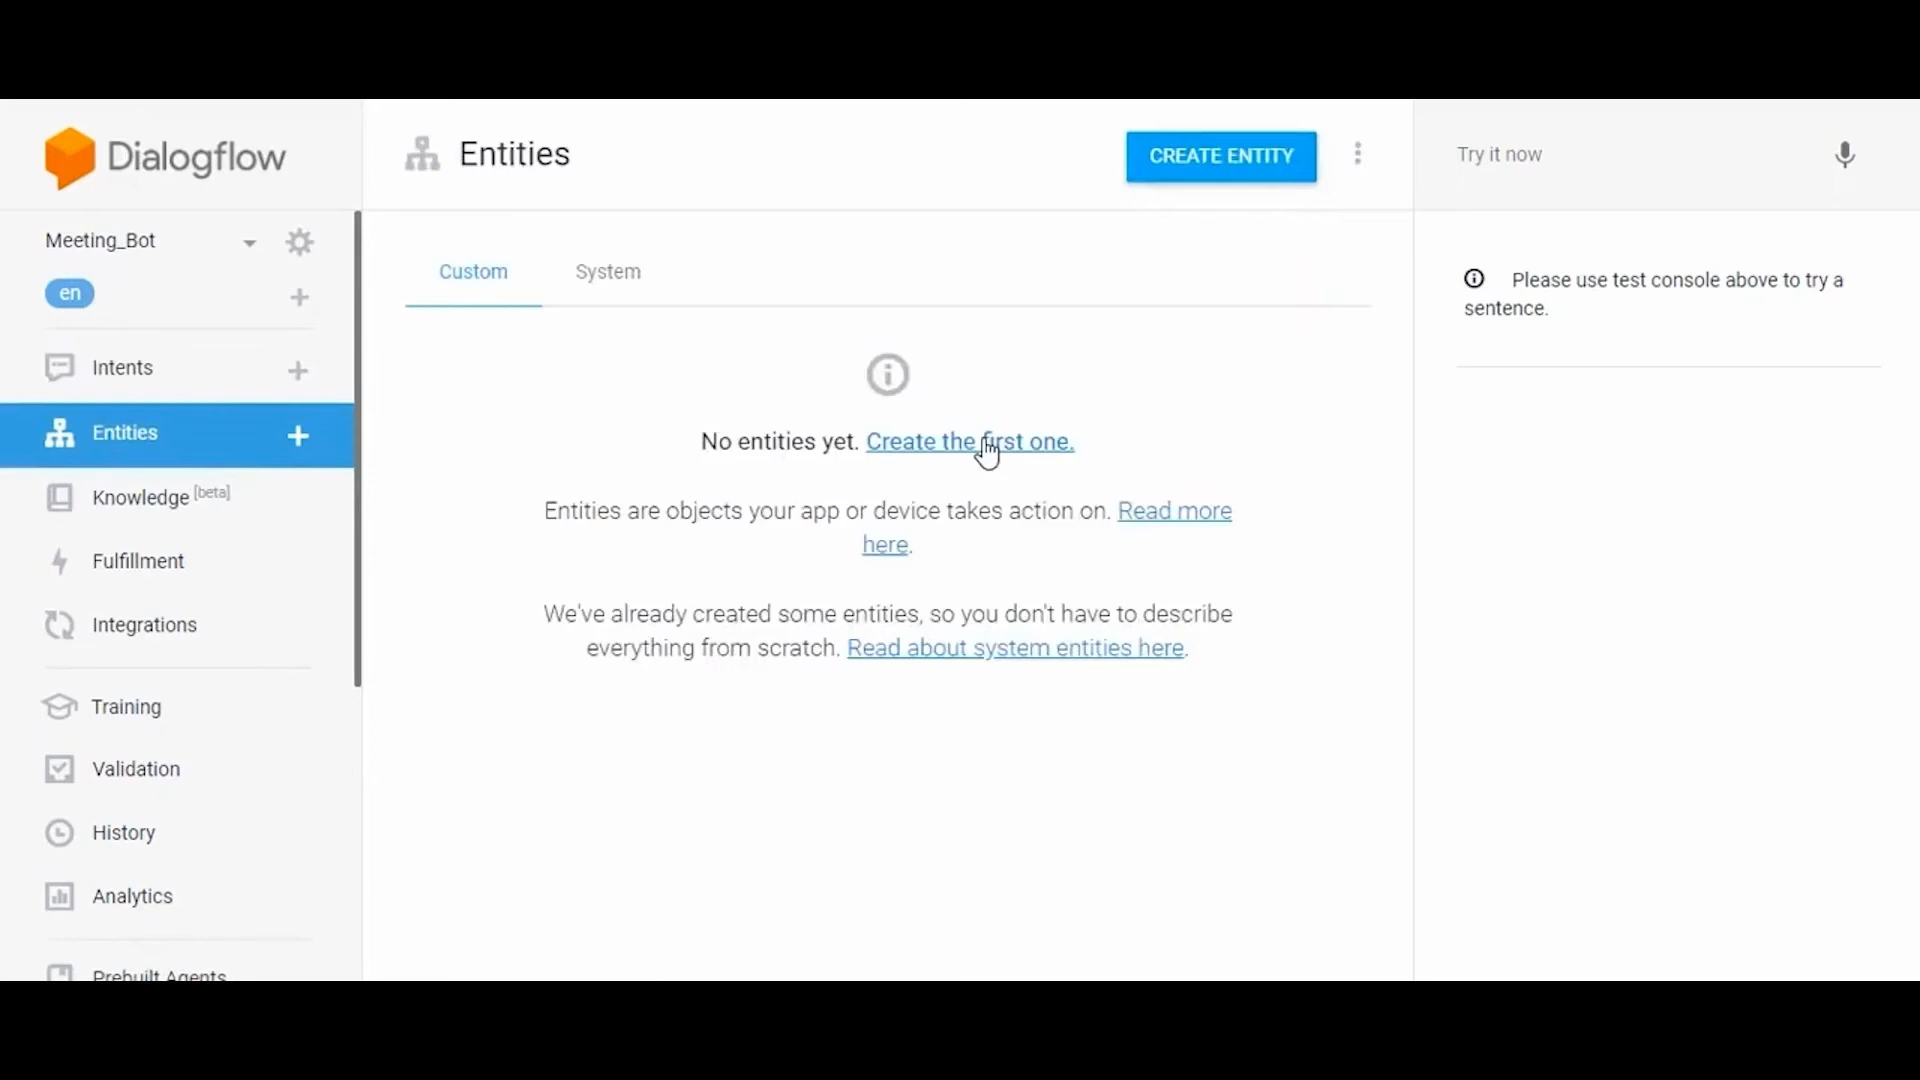 Dialogflow
Meeting_Bot
en
Intents
Entities
Knowledge [beta]
Fulfillment
Integrations
Training
Validation
History
Analytics
Prebuilt Agents
Entities
CREATE ENTITY
Custom
System
No entities yet. Create the first one.
Entities are objects your app or device takes action on. Read more
here.
We've already created some entities, so you don't have to describe
everything from scratch. Read about system entities here.
Try it now
Please use test console above to try a
sentence.